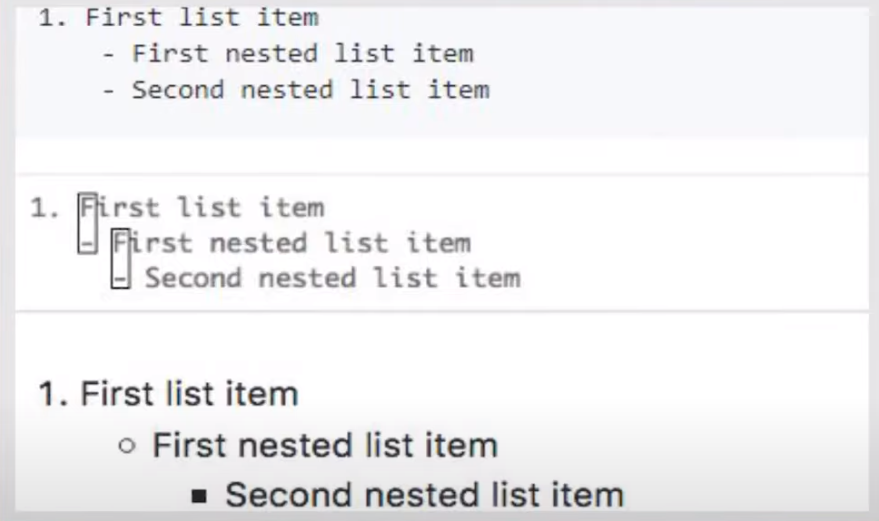 1. First list item
- First nested list item
- Second nested list item
1. First list item
- First nested list item
- Second nested list item
1. First list item
○ First nested list item
■ Second nested list item